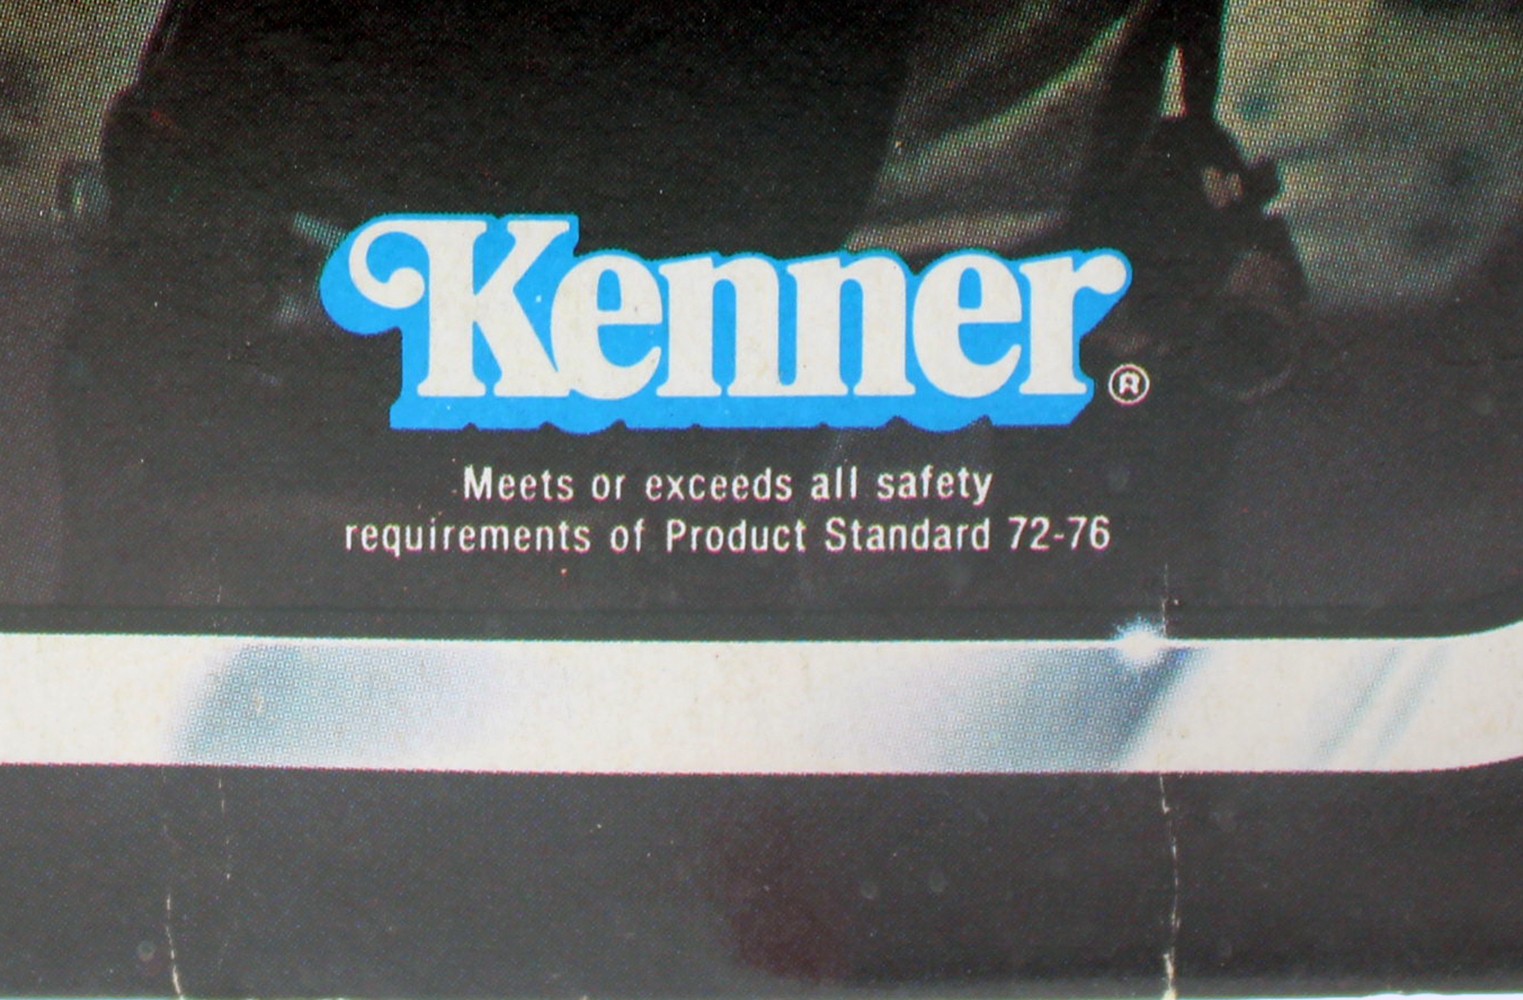 Kenner®
Meets or exceeds all safety
requirements of Product Standard 72-76